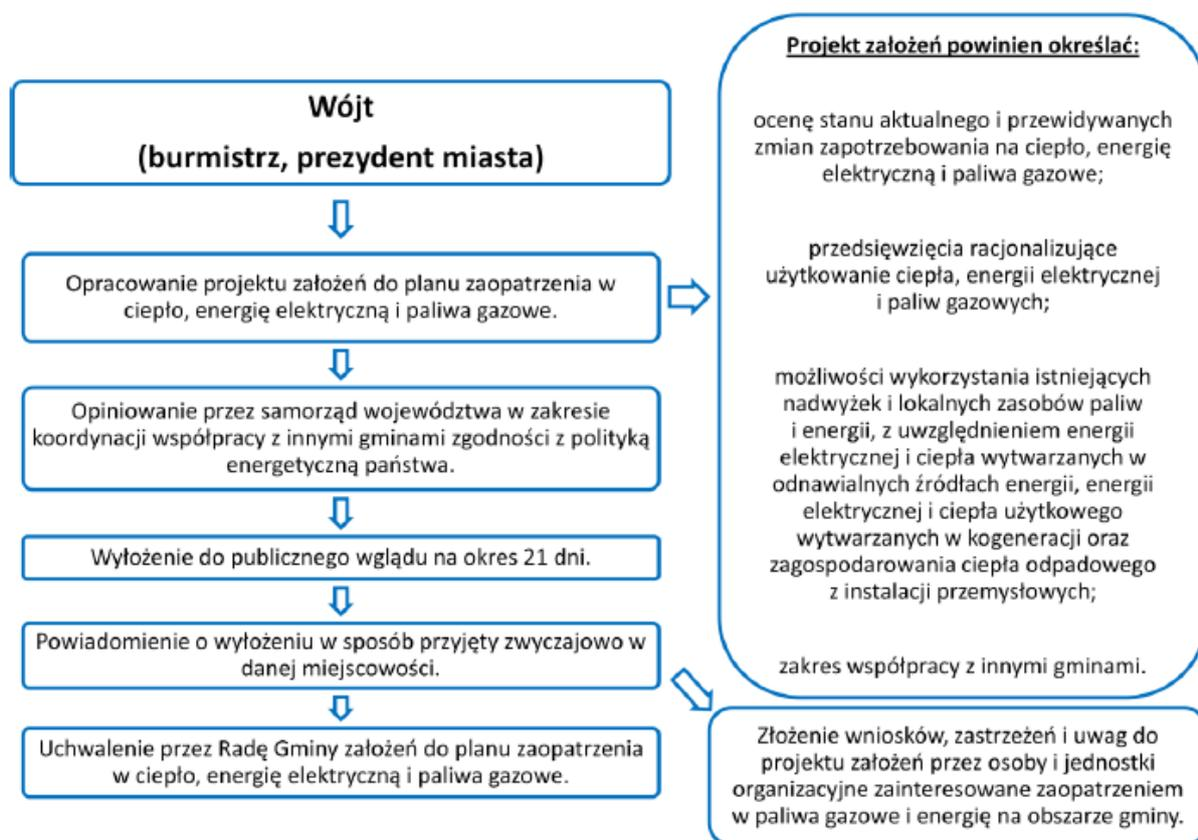 Wójt
(burmistrz, prezydent miasta)
Opracowanie projektu założeń do planu zaopatrzenia w
ciepło, energię elektryczną i paliwa gazowe.
Opiniowanie przez samorząd województwa w zakresie
koordynacji współpracy z innymi gminami zgodności z polityką
energetyczną państwa.
Wyłożenie do publicznego wglądu na okres 21 dni.
Powiadomienie o wyłożeniu w sposób przyjęty zwyczajowo w
danej miejscowości.
Uchwalenie przez Radę Gminy założeń do planu zaopatrzenia
w ciepło, energię elektryczną i paliwa gazowe.
Projekt założeń powinien określać:
ocenę stanu aktualnego i przewidywanych
zmian zapotrzebowania na ciepło, energię
elektryczną i paliwa gazowe;
przedsięwzięcia racjonalizujące
użytkowanie ciepła, energii elektrycznej
i paliw gazowych;
możliwości wykorzystania istniejących
nadwyżek i lokalnych zasobów paliw
i energii, z uwzględnieniem energii
elektrycznej i ciepła wytwarzanych w
odnawialnych źródłach energii, energii
elektrycznej i ciepła użytkowego
wytwarzanych w kogeneracji oraz
zagospodarowania ciepła odpadowego
z instalacji przemysłowych;
zakres współpracy z innymi gminami.
Złożenie wniosków, zastrzeżeń i uwag do
projektu założeń przez osoby i jednostki
organizacyjne zainteresowane zaopatrzeniem
w paliwa gazowe i energię na obszarze gminy.